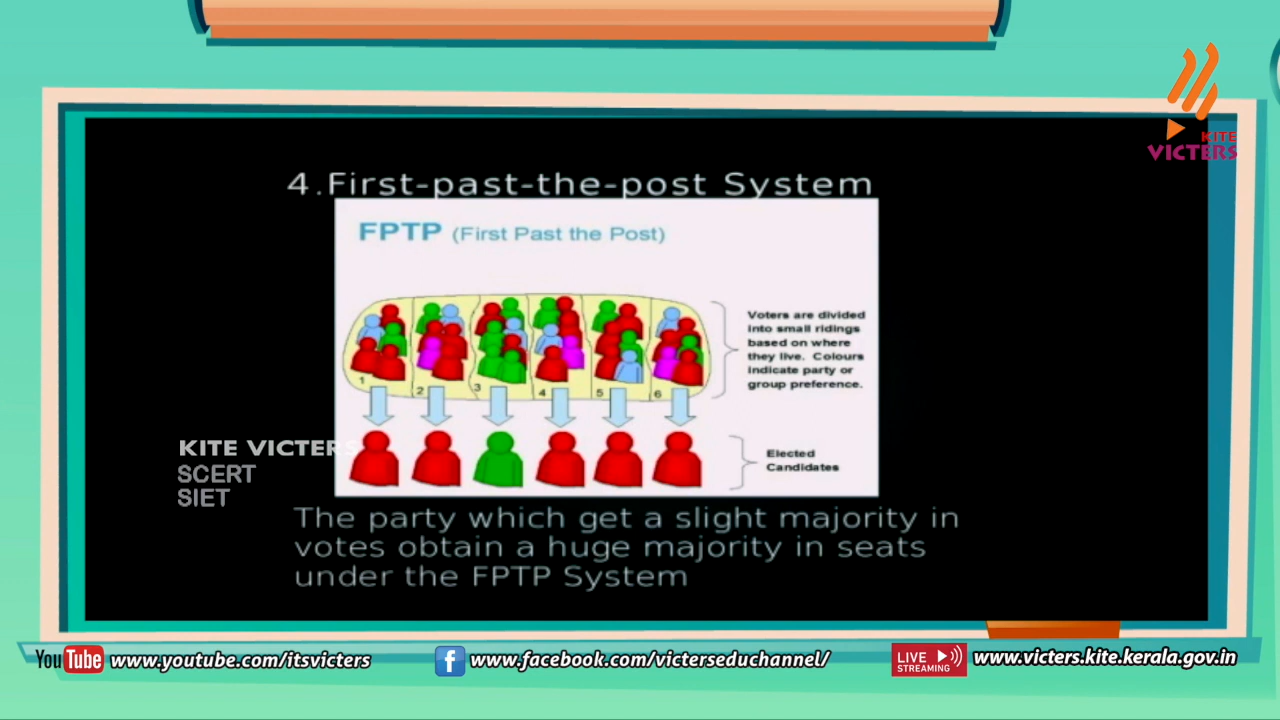 KITE
VICTERS
4.First-past-the-post System
FPTP (First Past the Post)
Voters are divided
into small ridings
based on where
they live. Colours
indicate party or
group preference.
1 2 3 4 5 6
Elected
Candidates
KITE VICTERS
SCERT
SIET
The party which get a slight majority in
votes obtain a huge majority in seats
under the FPTP System
YouTube www.youtube.com/itsvicters
f www.facebook.com/victerseduchannel/
LIVE
STREAMING
www.victers.kite.kerala.gov.in